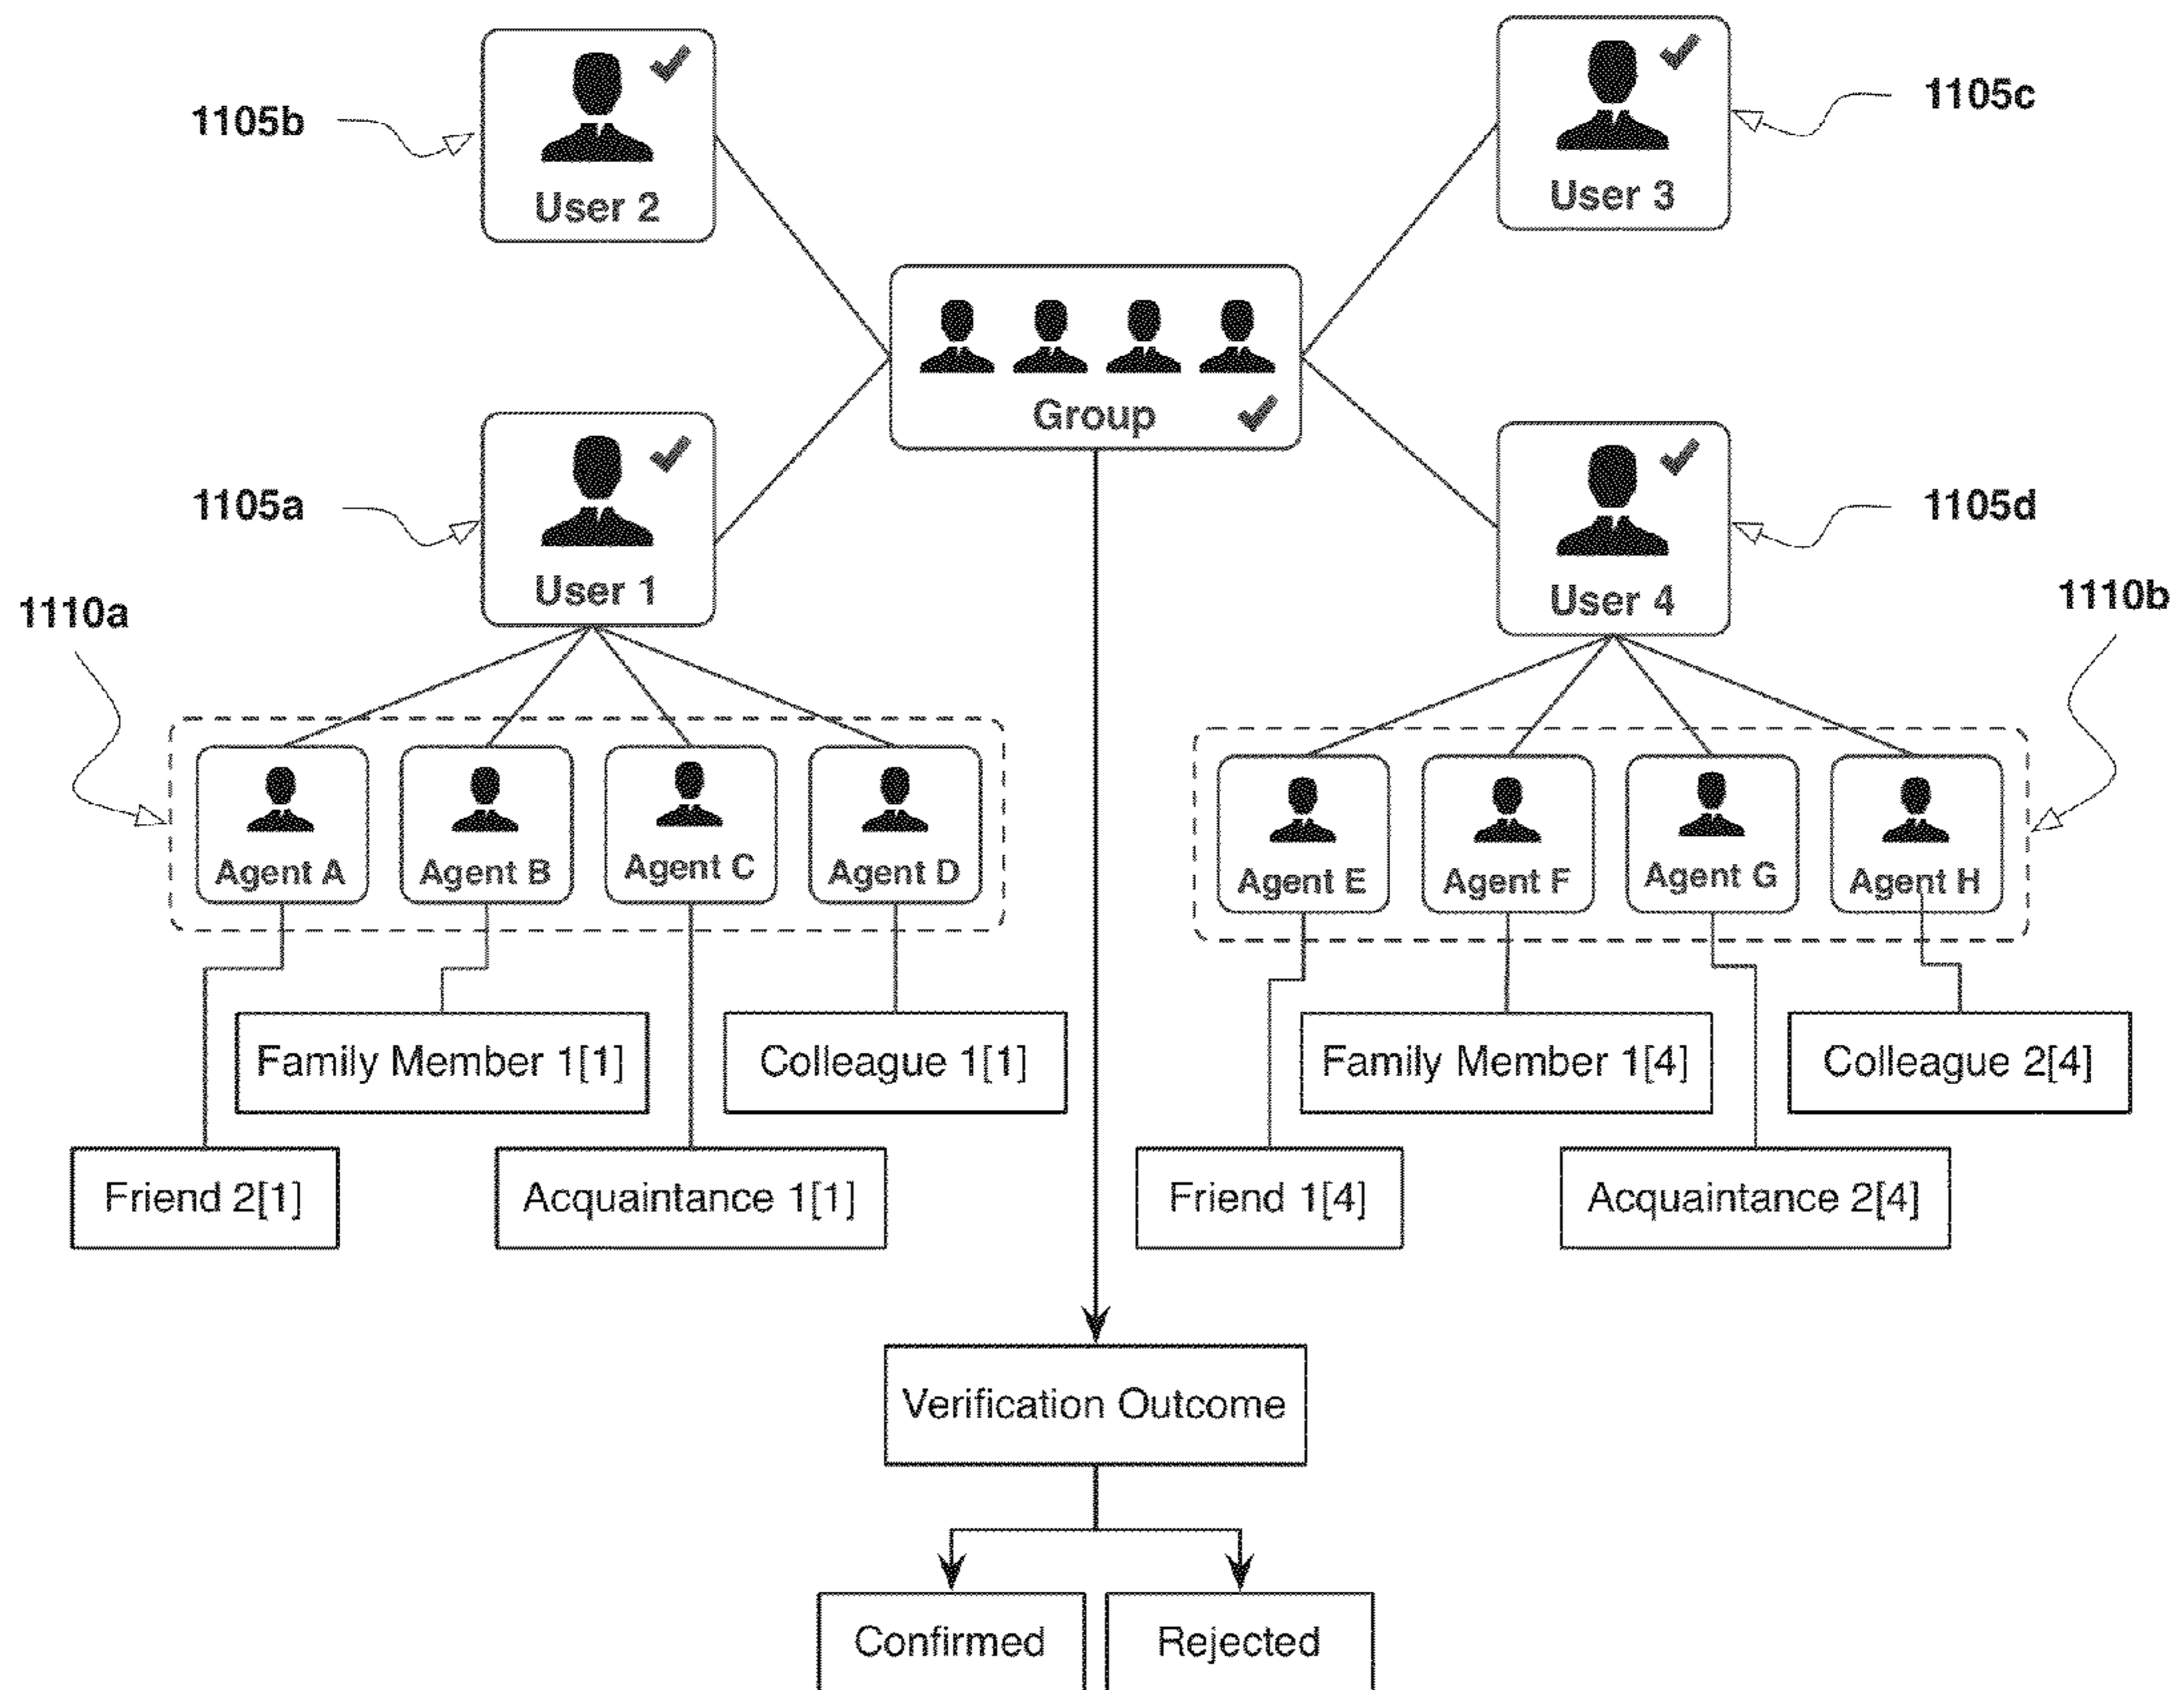 1105b
User 2
User 3
1105c
Group
1105a
User 1
User 4
1105d
1110a
1110b
Agent A
Agent B
Agent C
Agent D
Agent E
Agent F
Agent G
Agent H
Family Member 1[1]
Colleague 1[1]
Family Member 1[4]
Colleague 2[4]
Friend 2[1]
Acquaintance 1[1]
Friend 1[4]
Acquaintance 2[4]
Verification Outcome
Confirmed
Rejected